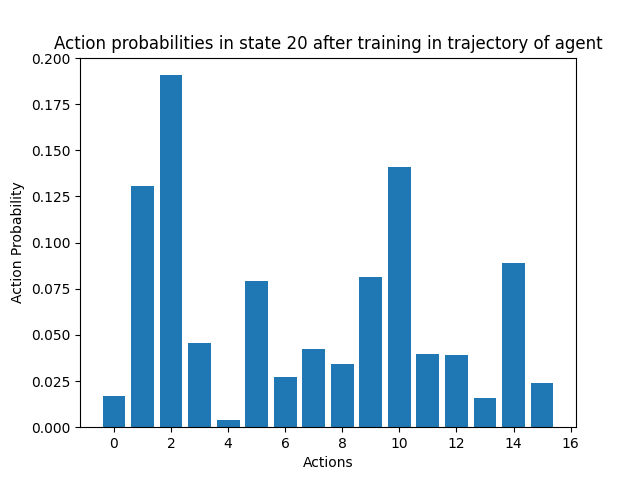 Action probabilities in state 20 after training in trajectory of agent
0.200
0.175
0.150
0.125
0.100
0.075
0.050
0.025
0.000
Action Probability
0 2 4 6 8 10 12 14 16
Actions